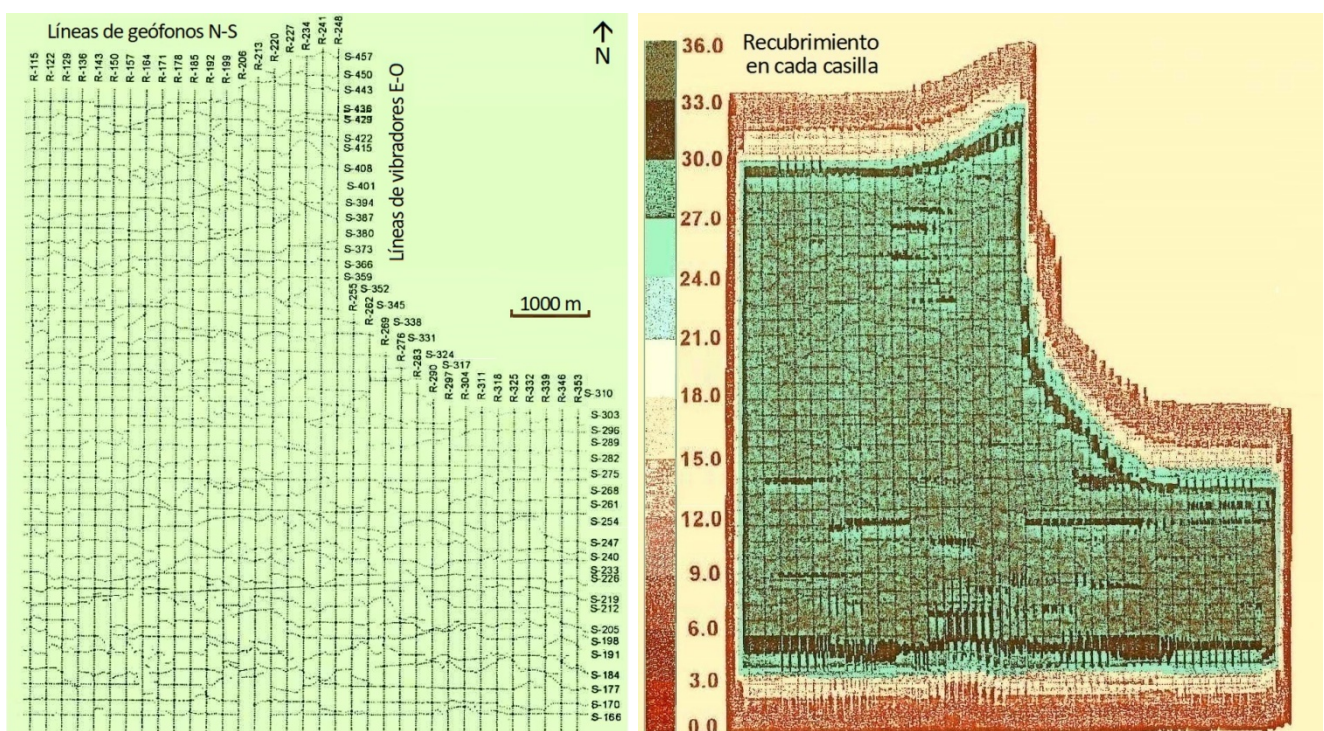 Líneas de geófonos N-S
N
R-115
R-122
R-129
R-136
R-143
R-150
R-157
R-164
R-171
R-178
R-185
R-192
R-199
R-206
R-213
R-220
R-227
R-234
R-241
R-248
S-457
S-450
S-443
S-436
S-429
S-422
S-415
S-408
S-401
S-394
S-387
S-380
S-373
S-366
S-359
Líneas de vibradores E-O
1000 m
R-255
S-352
R-262
S-345
R-269
S-338
R-276
S-331
R-283
S-324
R-290
S-317
R-297
R-304
R-311
R-318
R-325
R-332
R-339
R-346
R-353
S-310
S-303
S-296
S-289
S-282
S-275
S-268
S-261
S-254
S-247
S-240
S-233
S-226
S-219
S-212
S-205
S-198
S-191
S-184
S-177
S-170
S-166
Recubrimiento
en cada casilla
36.0
33.0
30.0
27.0
24.0
21.0
18.0
15.0
12.0
9.0
6.0
3.0
0.0